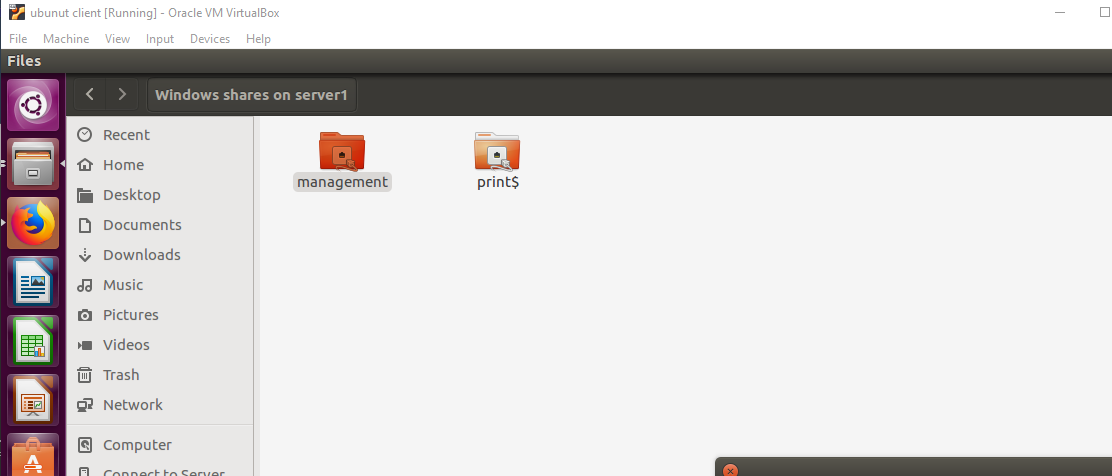 ubunut client [Running] - Oracle VM VirtualBox
File Machine View Input Devices Help
Files
Windows shares on server1
Recent
Home
Desktop
Documents
Downloads
Music
Pictures
Videos
Trash
Network
Computer
Connect to Server
management
print$